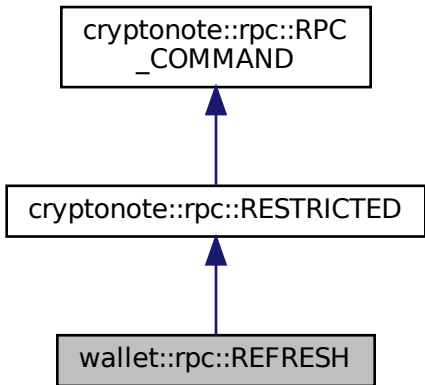 cryptonote::rpc::RPC
_COMMAND
cryptonote::rpc::RESTRICTED
wallet::rpc::REFRESH